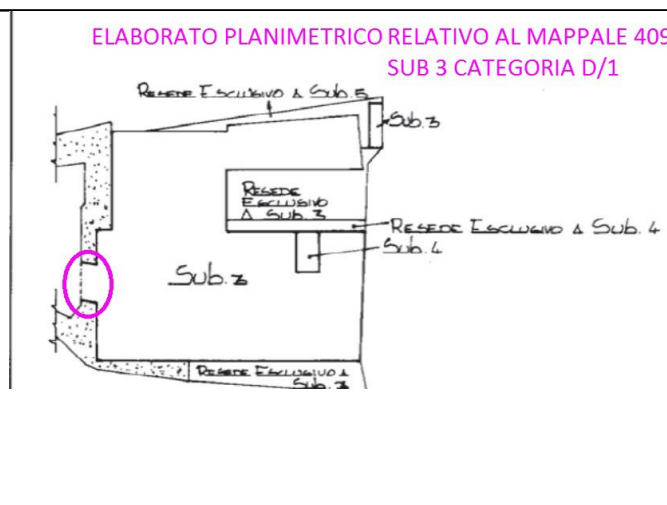 ELABORATO PLANIMETRICO RELATIVO AL MAPPALE 409
SUB 3 CATEGORIA D/1
RESEDE ESCLUSIVO A SUB. 5
SUB. 3
RESEDE
ESCLUSIVO
A SUB. 3
RESEDE ESCLUSIVO A SUB. 4
SUB. 4
SUB. 3
RESEDE ESCLUSIVO A
SUB. 3